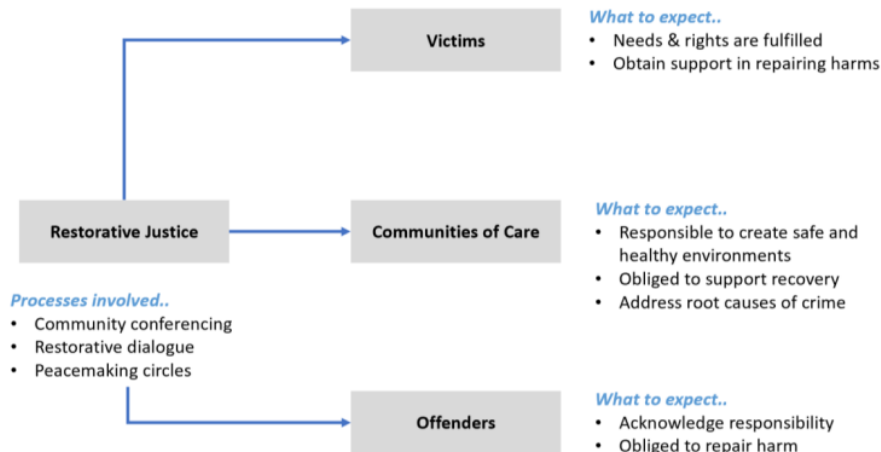 Victims
What to expect..
• Needs & rights are fulfilled
• Obtain support in repairing harms
Restorative Justice
Processes involved..
• Community conferencing
• Restorative dialogue
• Peacemaking circles
Communities of Care
What to expect..
• Responsible to create safe and
healthy environments
• Obliged to support recovery
• Address root causes of crime
Offenders
What to expect..
• Acknowledge responsibility
• Obliged to repair harm